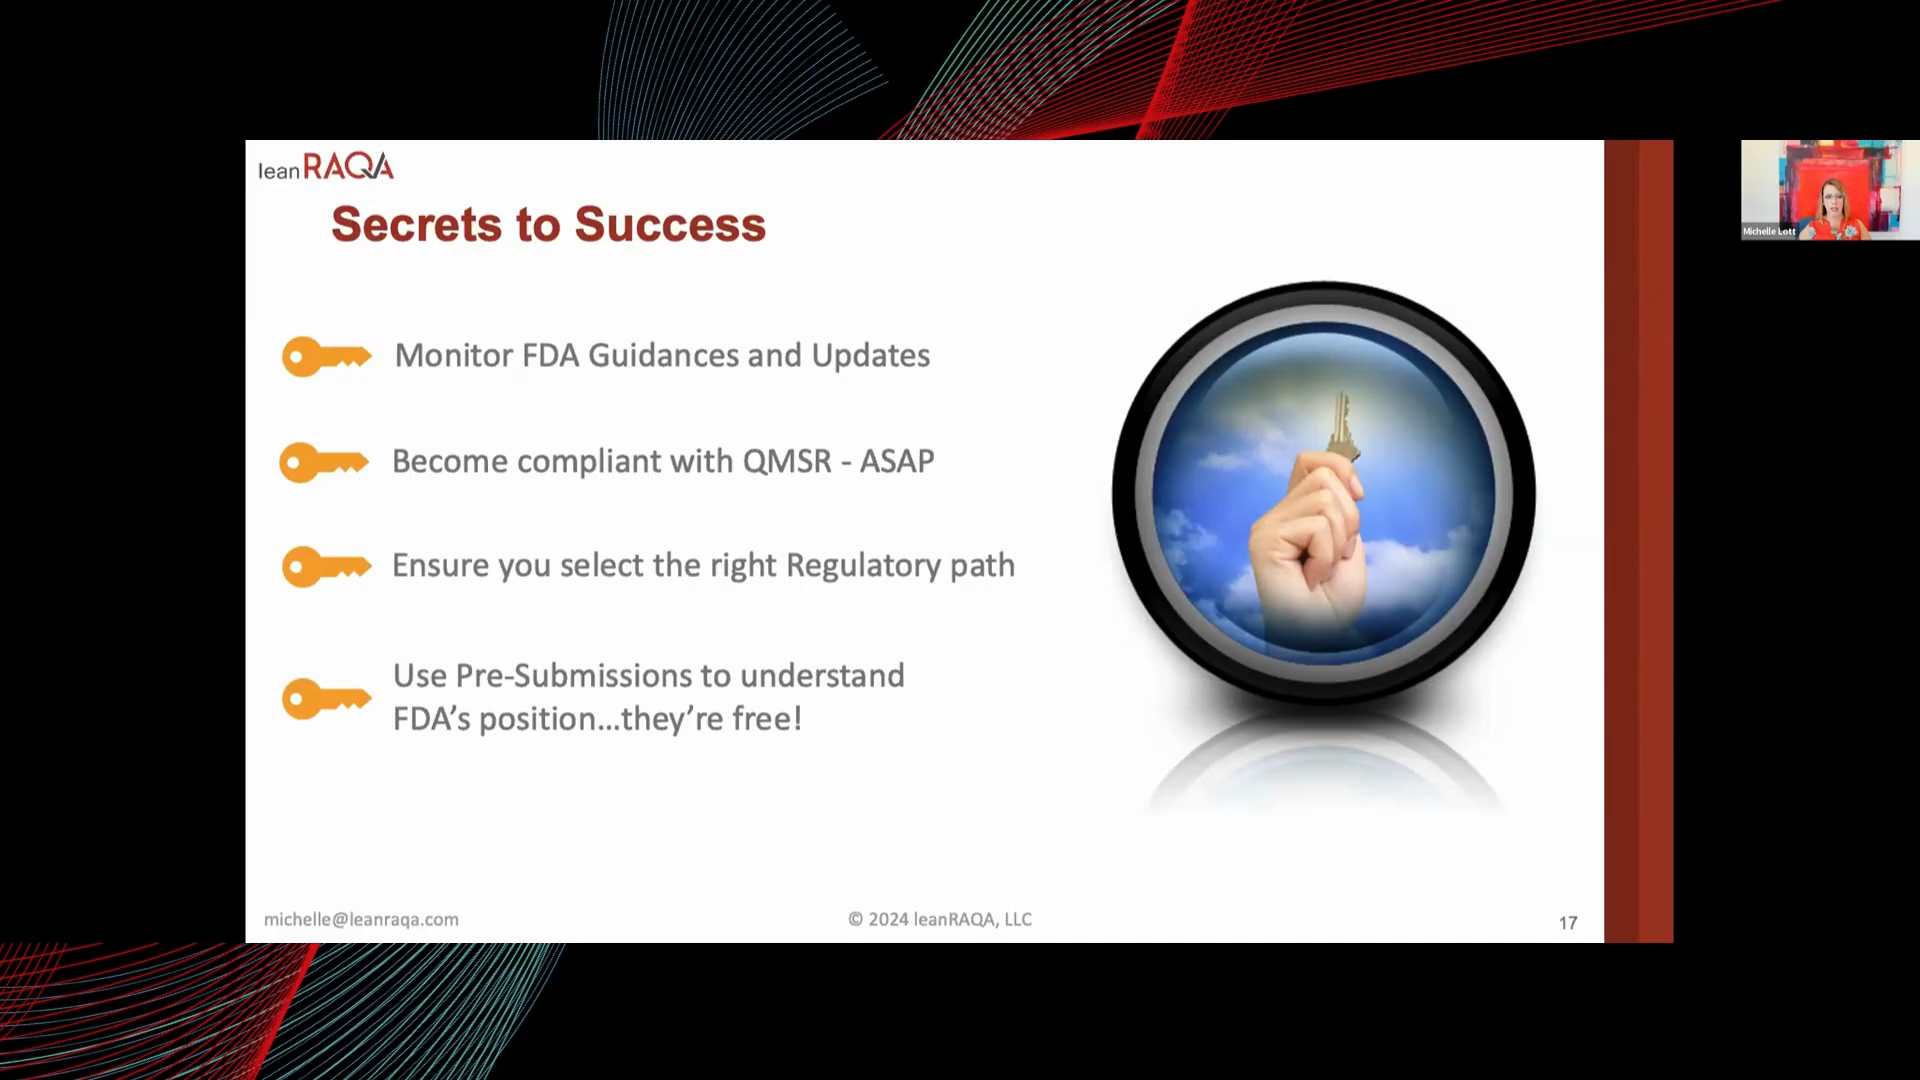 leanRAQA
Secrets to Success
Monitor FDA Guidances and Updates
Become compliant with QMSR - ASAP
Ensure you select the right Regulatory path
Use Pre-Submissions to understand
FDA’s position...they’re free!
michelle@leanraqa.com
© 2024 leanRAQA, LLC
17
Michelle Lott